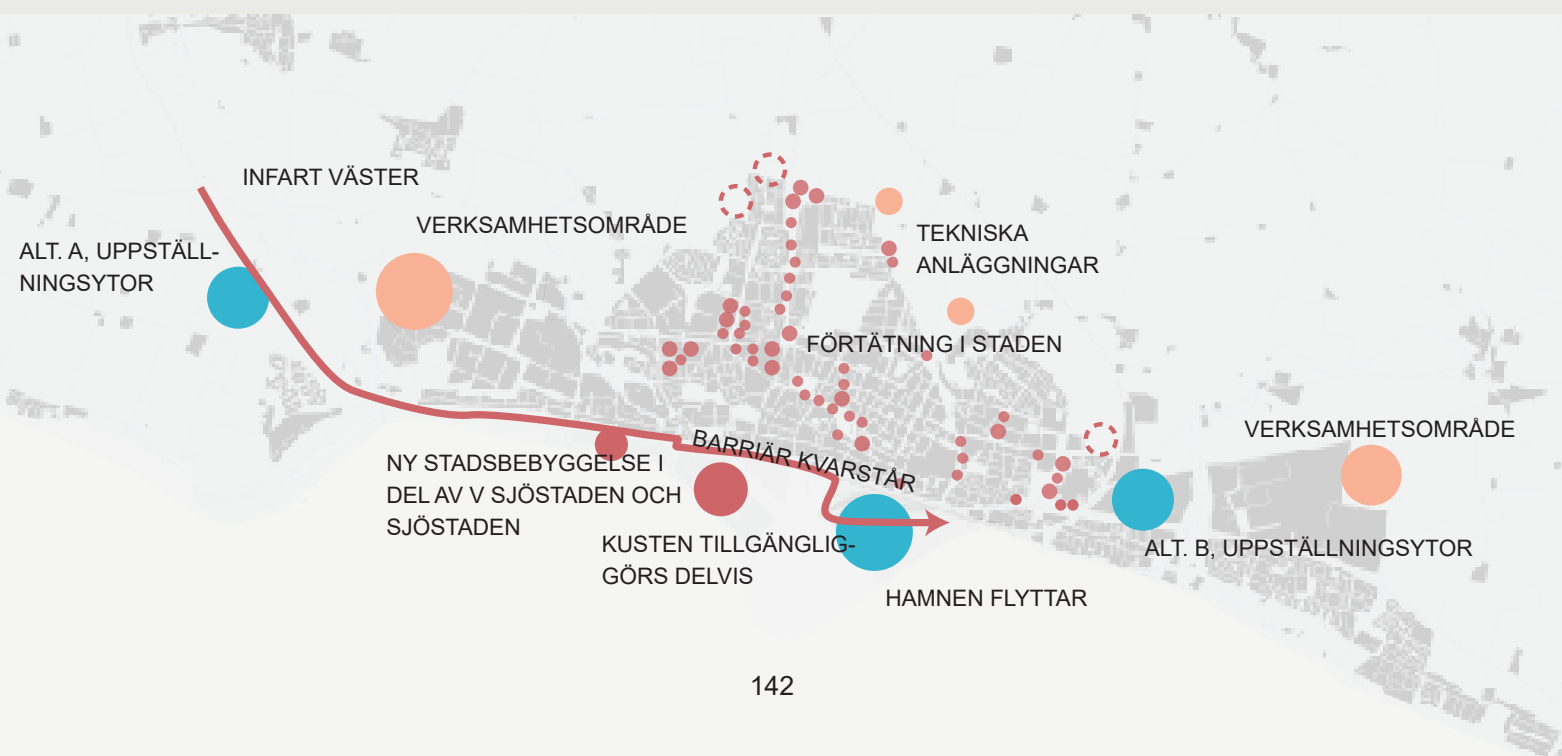 INFART VÄSTER
VERKSAMHETSOMRÅDE
ALT. A, UPPSTÄLL-
NINGSYTOR
TEKNISKA
ANLÄGGNINGAR
FÖRTÄTNING I STADEN
VERKSAMHETSOMRÅDE
BARRIÄR KVARSTÅR
NY STADSBEBYGGELSE I
DEL AV V SJÖSTADEN OCH
SJÖSTADEN
KUSTEN TILLGÄNGLIG-
GÖRS DELVIS
ALT. B, UPPSTÄLLNINGSYTOR
HAMNEN FLYTTAR
142